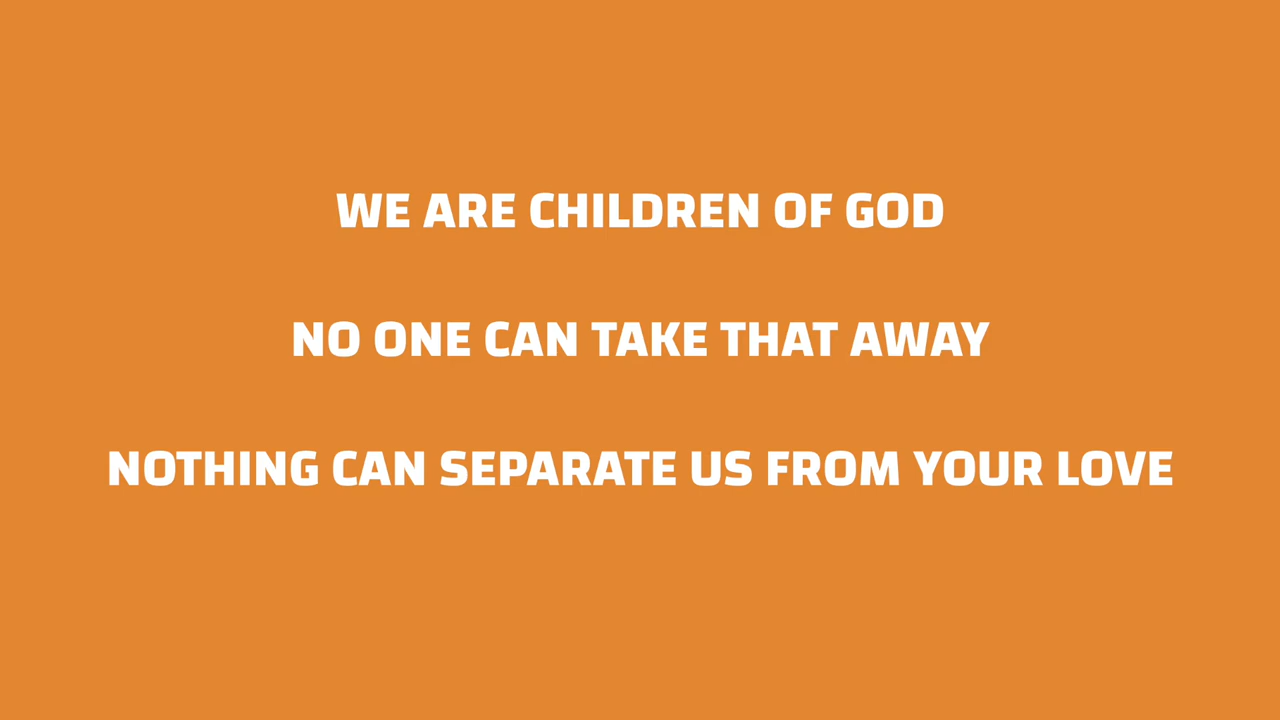 WE ARE CHILDREN OF GOD
NO ONE CAN TAKE THAT AWAY
NOTHING CAN SEPARATE US FROM YOUR LOVE